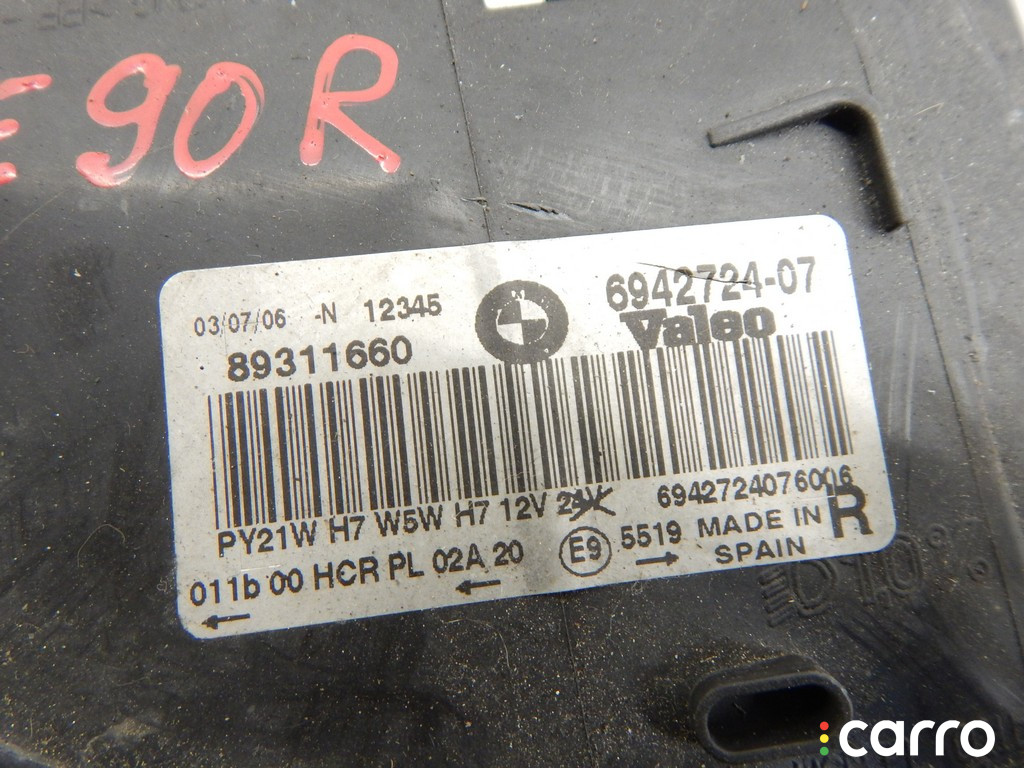 E90 R
03/07/06 -N 12345
6942724-07
Valeo
89311660
6942724076006
PY21W H7 W5W H7 12V 24V
R
011b 00 HCR PL 02A 20
E9 5519 MADE IN
SPAIN
carro